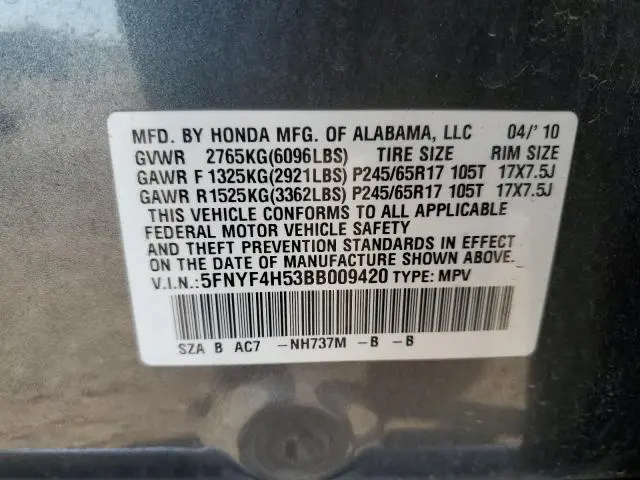 MFD. BY HONDA MFG. OF ALABAMA, LLC 04/'10
GVWR 2765KG(6096LBS) TIRE SIZE RIM SIZE
GAWR F 1325KG(2921LBS) P245/65R17 105T 17X7.5J
GAWR R 1525KG(3362LBS) P245/65R17 105T 17X7.5J
THIS VEHICLE CONFORMS TO ALL APPLICABLE
FEDERAL MOTOR VEHICLE SAFETY
AND THEFT PREVENTION STANDARDS IN EFFECT
ON THE DATE OF MANUFACTURE SHOWN ABOVE.
V.I.N.:5FNYF4H53BB009420 TYPE: MPV
SZA B AC7 -NH737M -B -B